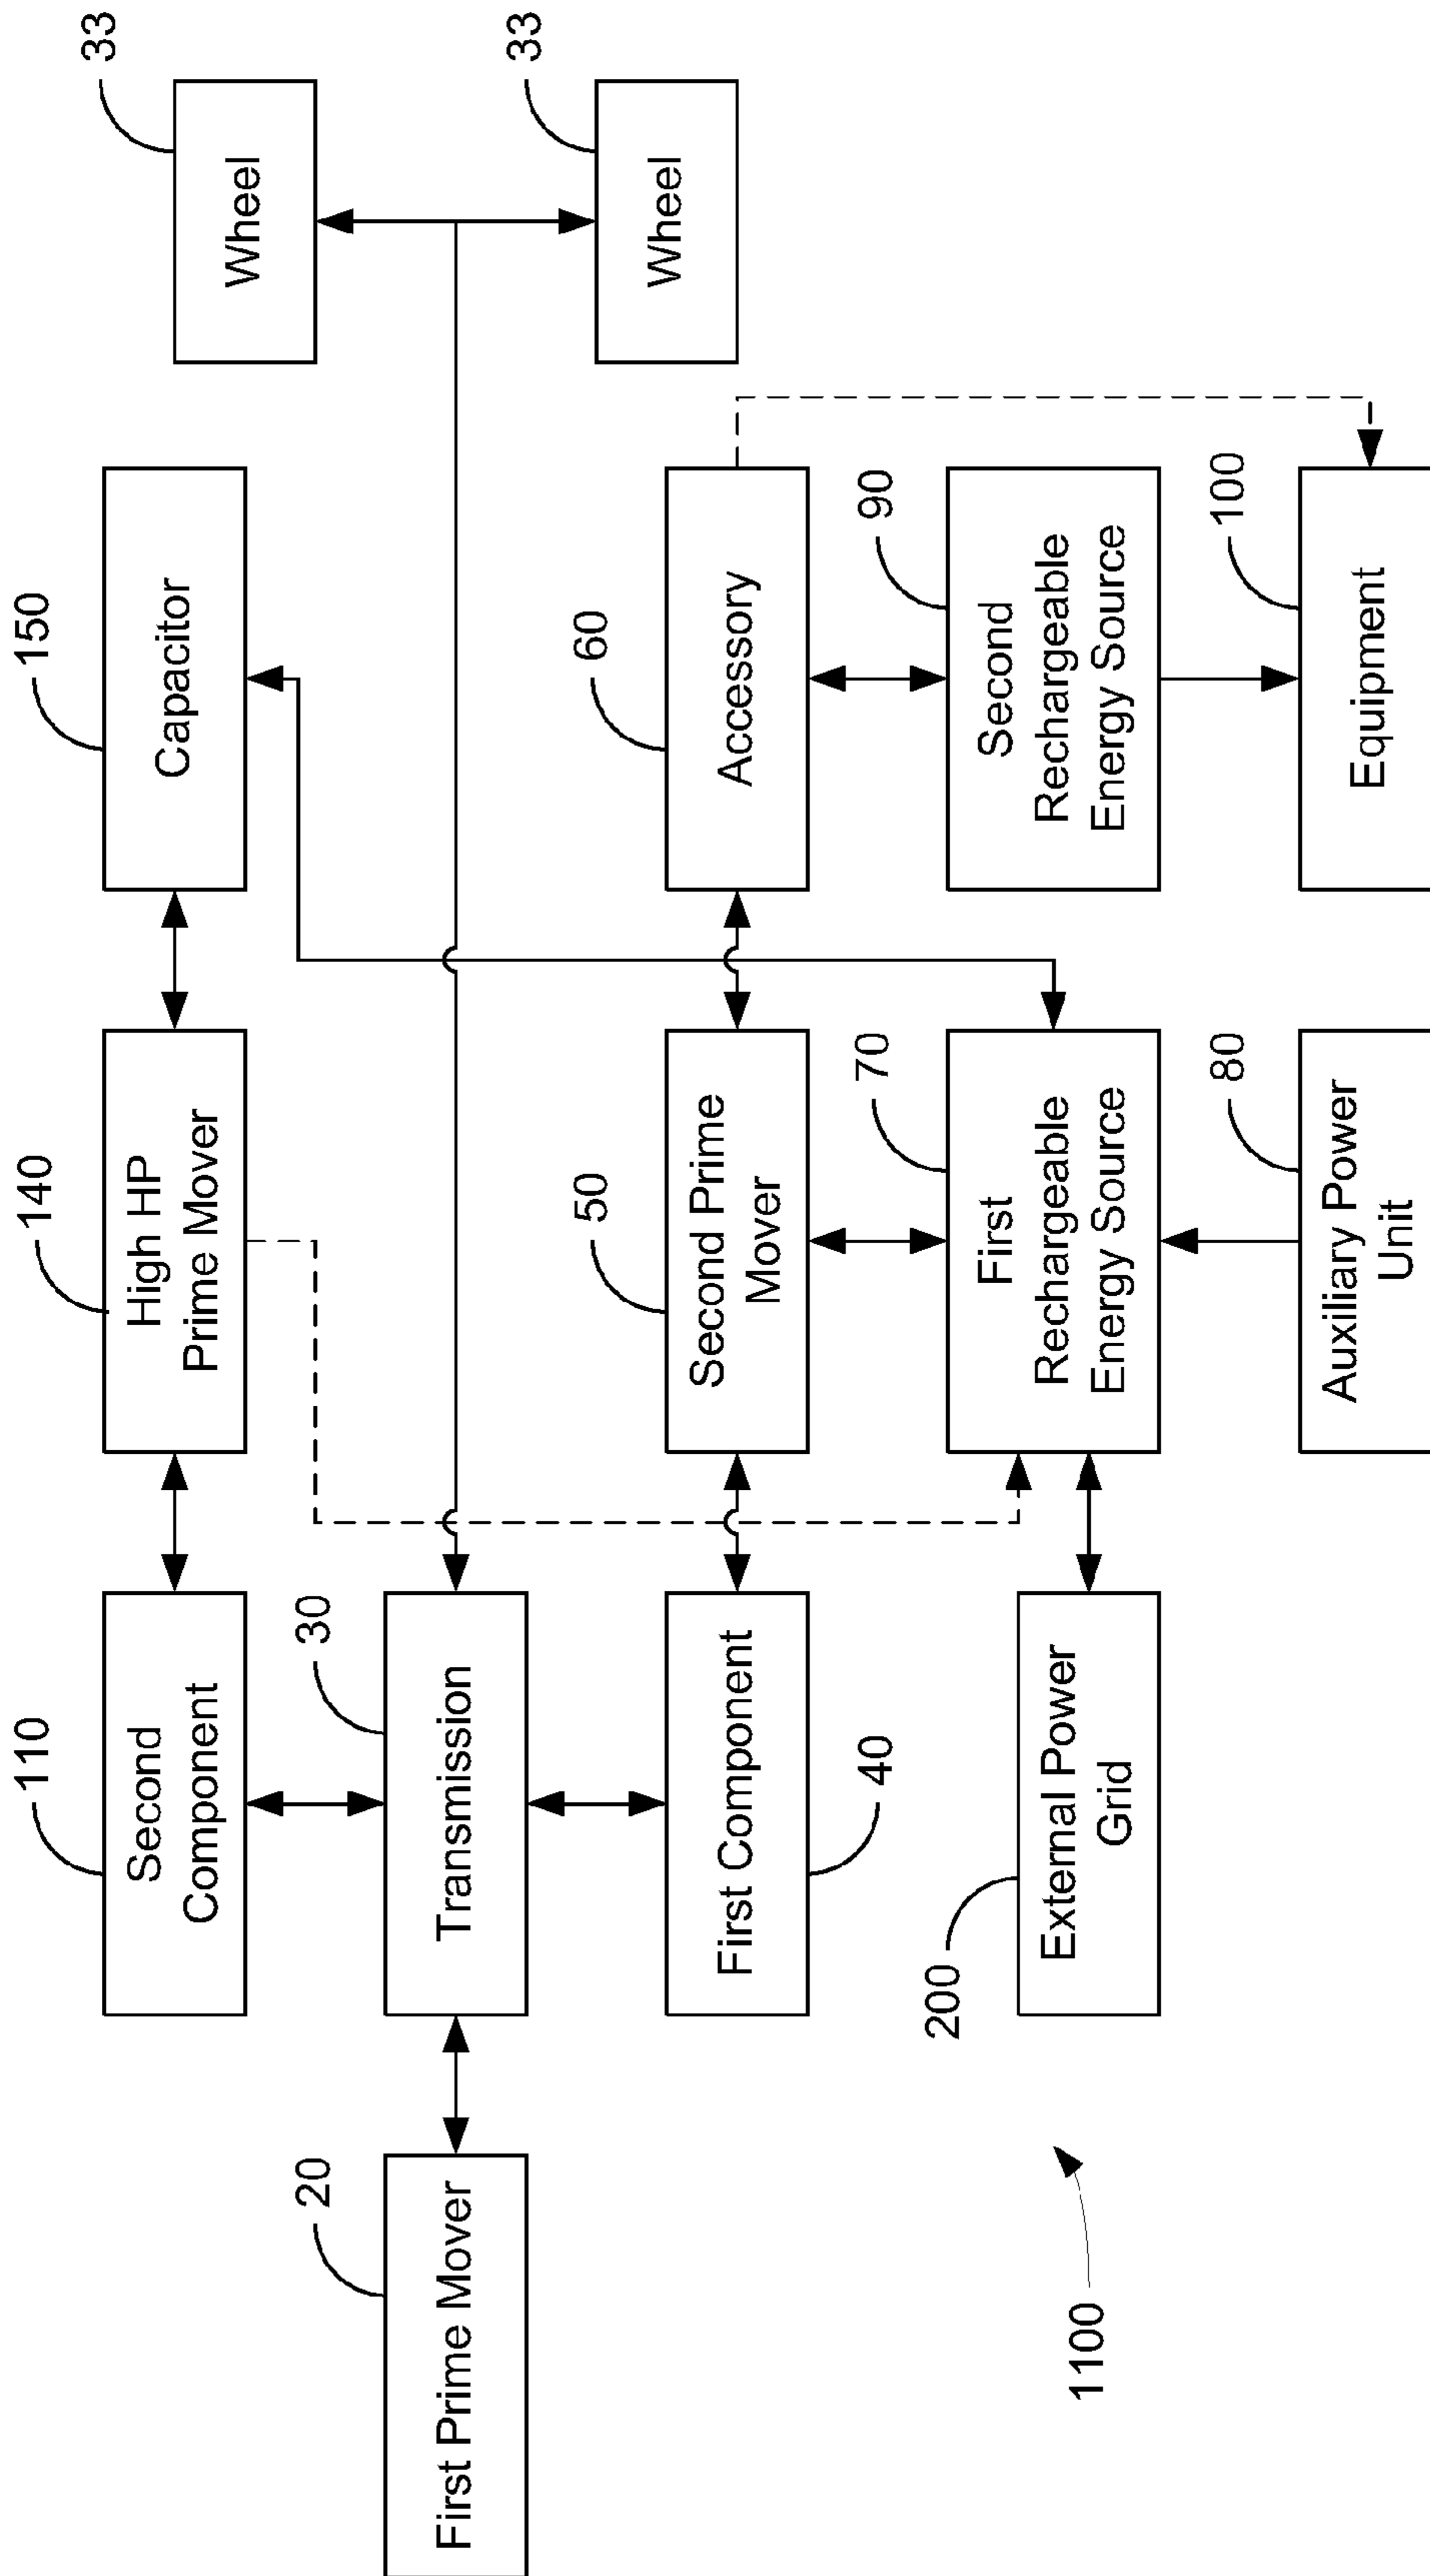 110
Second
Component
140
High HP
Prime Mover
150
Capacitor
33
Wheel
20
First Prime Mover
30
Transmission
33
Wheel
First Component
40
50
Second Prime
Mover
60
Accessory
200
External Power
Grid
70
First
Rechargeable
Energy Source
90
Second
Rechargeable
Energy Source
80
Auxiliary Power
Unit
100
Equipment
1100